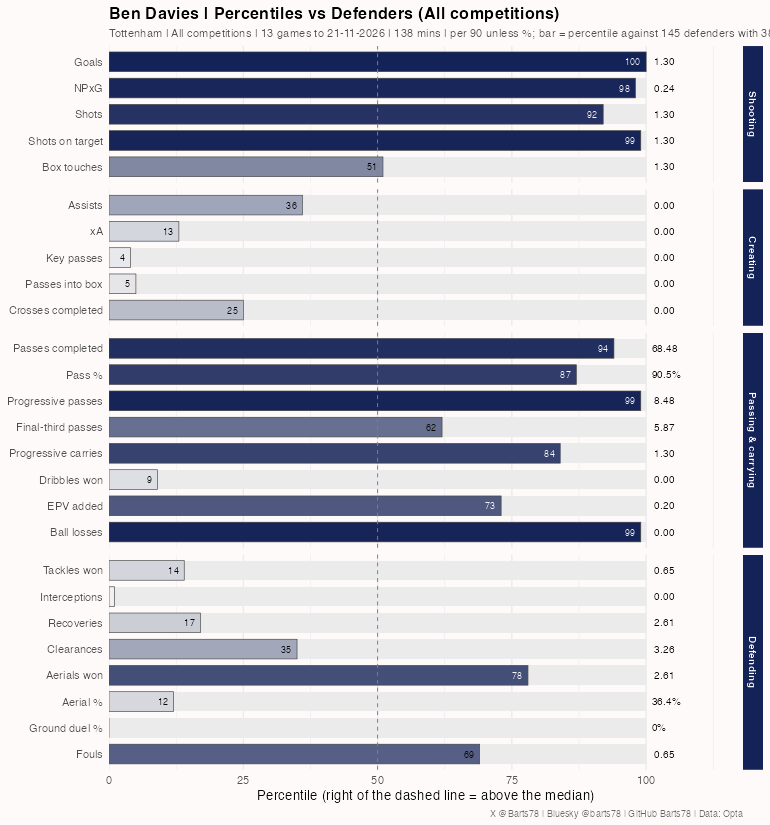 Ben Davies | Percentiles vs Defenders (All competitions)
Tottenham | All competitions | 13 games to 21-11-2026 | 138 mins | per 90 unless %; bar = percentile against 145 defenders with 38
Goals 100 1.30
NPxG 98 0.24
Shots 92 1.30
Shots on target 99 1.30
Box touches 51 1.30
Shooting
Assists 36 0.00
xA 13 0.00
Key passes 4 0.00
Passes into box 5 0.00
Crosses completed 25 0.00
Creating
Passes completed 94 68.48
Pass % 87 90.5%
Progressive passes 99 8.48
Final-third passes 62 5.87
Progressive carries 84 1.30
Dribbles won 9 0.00
EPV added 73 0.20
Ball losses 99 0.00
Passing & carrying
Tackles won 14 0.65
Interceptions 0.00
Recoveries 17 2.61
Clearances 35 3.26
Aerials won 78 2.61
Aerial % 12 36.4%
Ground duel % 0%
Fouls 69 0.65
Defending
0 25 50 75 100
Percentile (right of the dashed line = above the median)
X @Barts78 | Bluesky @barts78 | GitHub Barts78 | Data: Opta